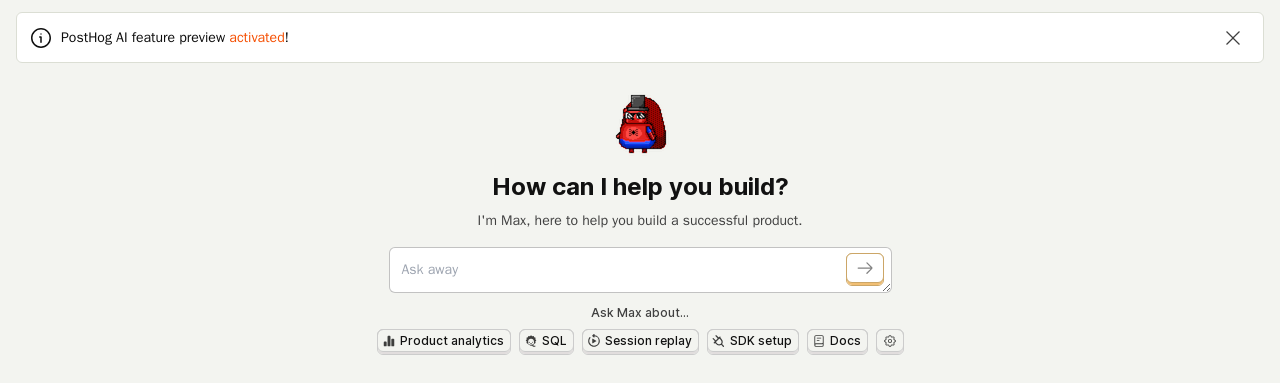 PostHog AI feature preview activated!
How can I help you build?
I'm Max, here to help you build a successful product.
Ask away
Ask Max about...
Product analytics SQL Session replay SDK setup Docs